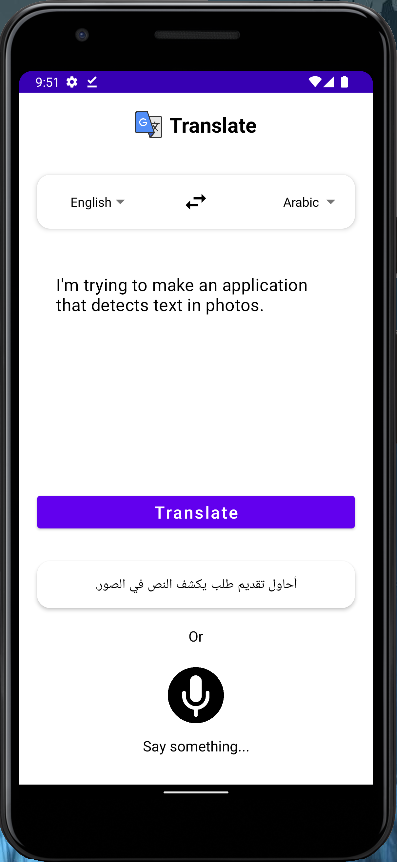 9:51
Translate
English
Arabic
I'm trying to make an application
that detects text in photos.
Translate
أحاول تقديم طلب يكشف النص في الصور.
Or
Say something...